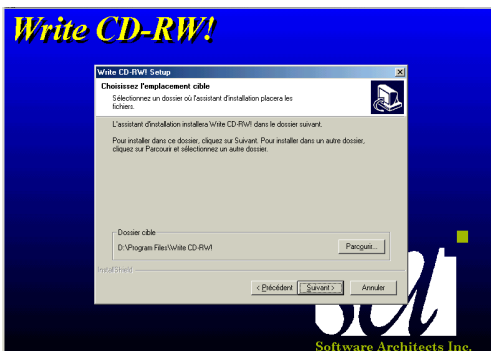 Write CD-RW!
Write CD-RW! Setup
Choisissez l'emplacement cible
Sélectionnez un dossier où l'assistant d'installation placera les
fichiers.
L'assistant d'installation installera Write CD-RW! dans le dossier suivant.
Pour installer dans ce dossier, cliquez sur Suivant. Pour installer dans un autre dossier,
cliquez sur Parcourir et sélectionnez un autre dossier.
Dossier cible
D:\Program Files\Write CD-RW!
Parcourir...
InstallShield
< Précédent
Suivant >
Annuler
sai
Software Architects Inc.